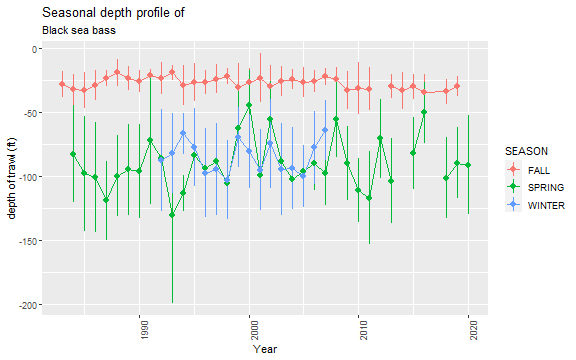 Seasonal depth profile of
Black sea bass
0
-50
-100
-150
-200
depth of trawl (ft)
1990
2000
2010
2020
Year
SEASON
FALL
SPRING
WINTER